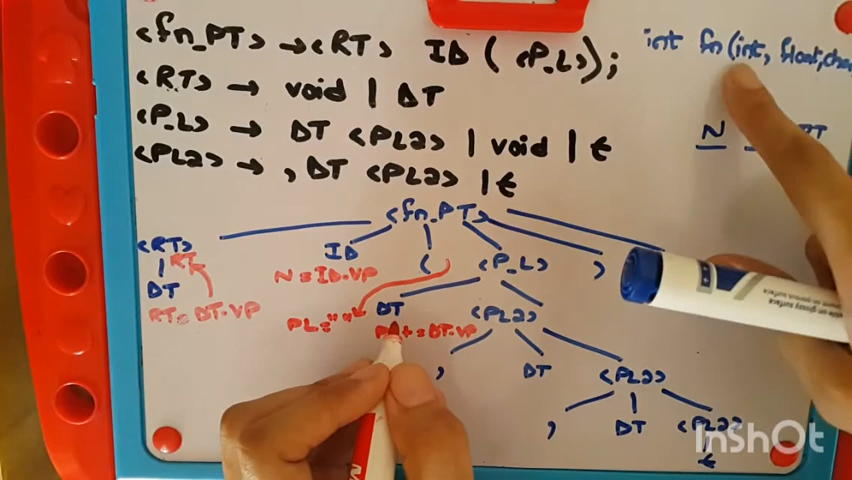 <fn_PT> → <RT> ID ( <P_L> );
int fn(int, float, cha
<RT> → void | DT
<P_L> → DT <PL2> | void | ε
N
<PL2> → , DT <PL2> | ε
<fn_PT>
<RT> ID ( <P_L> )
RT
N = ID.VP
DT
RT = DT.VP
DT <PL2>
PL = ""
+ = DT.VP
, DT <PL2>
, DT <PL2>
ε
InShOt